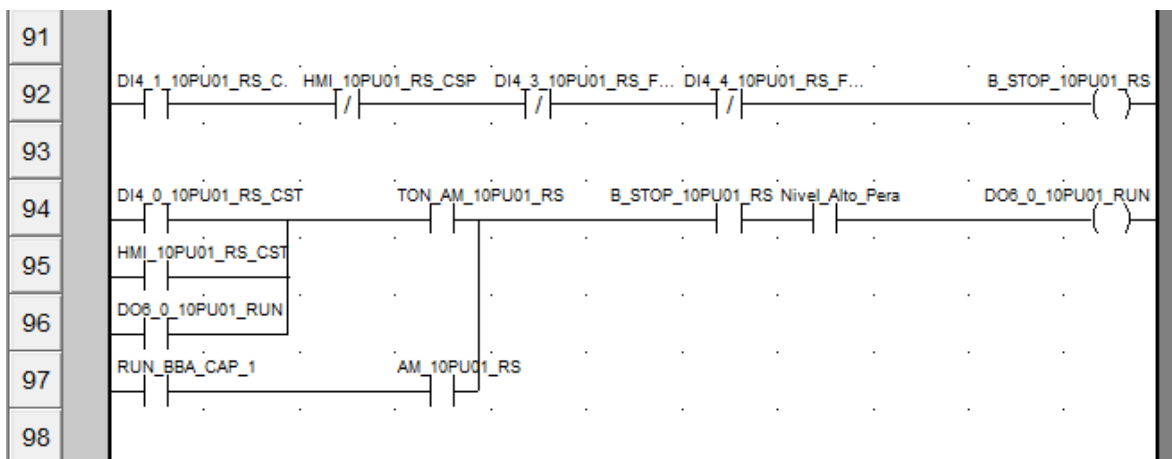 91
92 DI4_1_10PU01_RS_C. HMI_10PU01_RS_CSP DI4_3_10PU01_RS_F... DI4_4_10PU01_RS_F... B_STOP_10PU01_RS
93
94 DI4_0_10PU01_RS_CST TON_AM_10PU01_RS B_STOP_10PU01_RS Nivel_Alto_Pera DO6_0_10PU01_RUN
95 HMI_10PU01_RS_CST
96 DO6_0_10PU01_RUN
97 RUN_BBA_CAP_1 AM_10PU01_RS
98